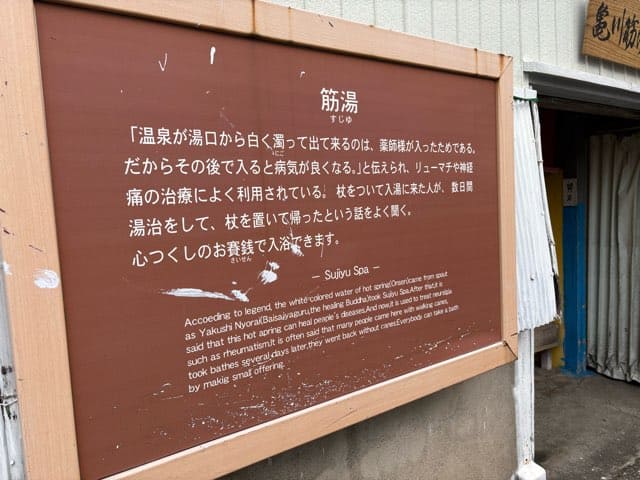 筋湯
すじゆ
「温泉が湯口から白く濁って出て来るのは、薬師様が入ったためである。
にご
だからその後で入ると病気が良くなる。」と伝えられ、リューマチや神経
痛の治療によく利用されている。杖をついて入湯に来た人が、数日間
湯治をして、杖を置いて帰ったという話をよく聞く。
心づくしのお賽銭で入浴できます。
さいせん
– Sujiyu Spa –
Accoeding to legend, the white-colored water of hot spring(Onsen)came from spout
as Yakushi Nyorai(Baisajyaguru,the healing Buddha)took Sujiyu Spa.After that,it is
said that this hot apring can heal people's diseases.And now,it is used to treat neuralsia
such as rheumatism.It is often said that many people came here with walking canes,
took bathes several days later,they went back without canes.Everybody can take a bath
by makig small offering.
亀川筋